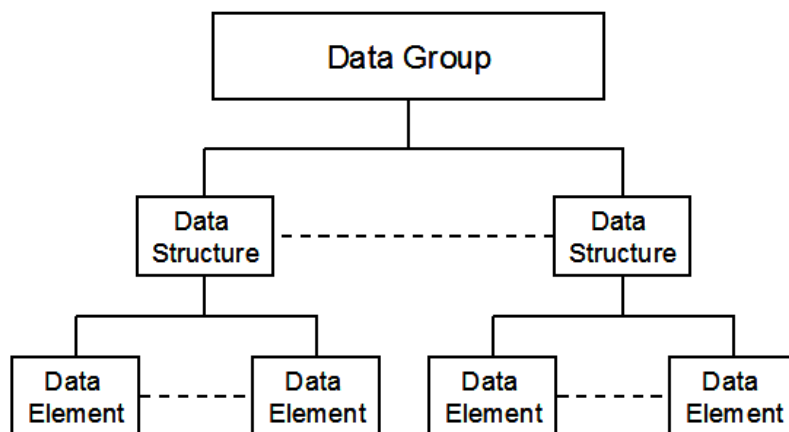 Data Group
Data
Structure
Data
Structure
Data
Element
Data
Element
Data
Element
Data
Element